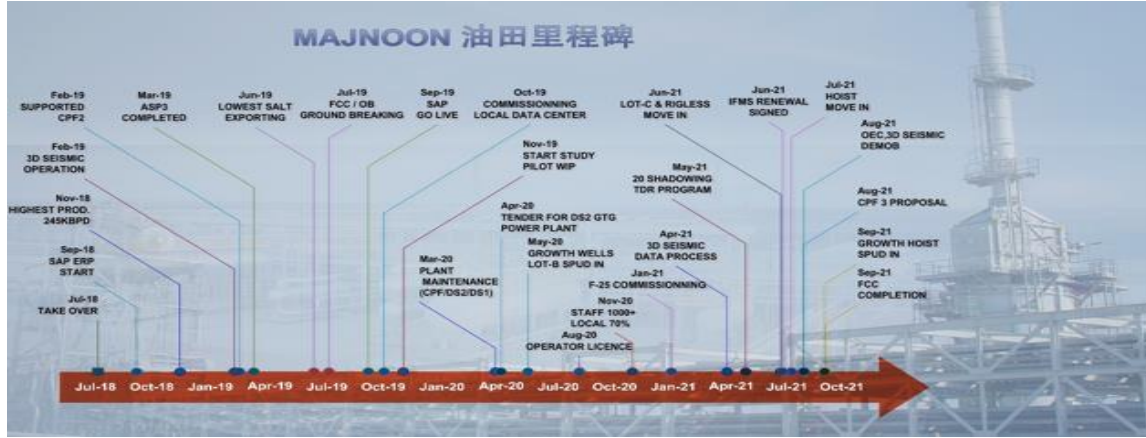 MAJNOON 油田里程碑
Feb-19
SUPPORTED
CPF2
Mar-19
ASP3
COMPLETED
Jun-19
LOWEST SALT
EXPORTING
Jul-19
FCC / OB
GROUND BREAKING
Sep-19
SAP
GO LIVE
Oct-19
COMMISSIONNING
LOCAL DATA CENTER
Jun-21
LOT-C & RIGLESS
MOVE IN
Jun-21
IFMS RENEWAL
SIGNED
Jul-21
HOIST
MOVE IN
Feb-19
3D SEISMIC
OPERATION
Nov-19
START STUDY
PILOT WIP
Aug-21
OEC,3D SEISMIC
DEMOB
Nov-18
HIGHEST PROD.
245KBPD
Apr-20
TENDER FOR DS2 GTG
POWER PLANT
May-21
20 SHADOWING
TDR PROGRAM
Aug-21
CPF 3 PROPOSAL
Sep-18
SAP ERP
START
Mar-20
PLANT
MAINTENANCE
(CPF/DS2/DS1)
May-20
GROWTH WELLS
LOT-B SPUD IN
Apr-21
3D SEISMIC
DATA PROCESS
Sep-21
GROWTH HOIST
SPUD IN
Jul-18
TAKE OVER
Aug-20
OPERATOR LICENCE
Nov-20
STAFF 1000+
LOCAL 70%
Jan-21
F-25 COMMISSIONNING
Sep-21
FCC
COMPLETION
Jul-18 Oct-18 Jan-19 Apr-19 Jul-19 Oct-19 Jan-20 Apr-20 Jul-20 Oct-20 Jan-21 Apr-21 Jul-21 Oct-21